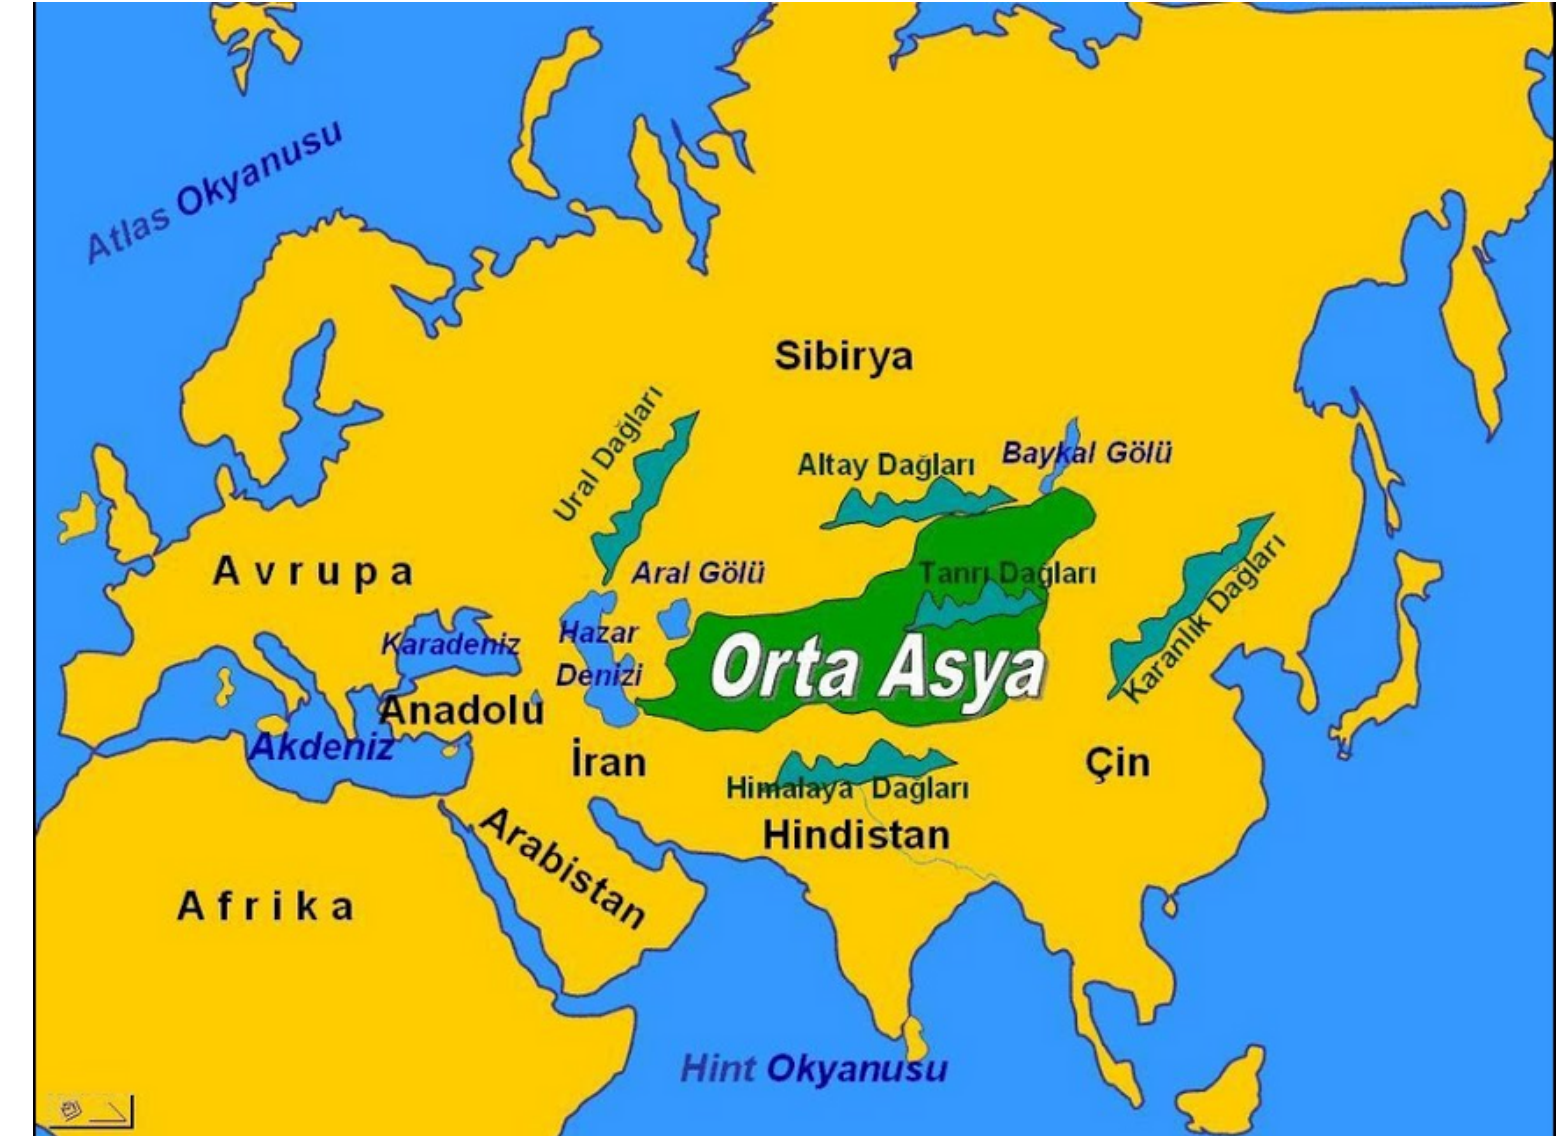 Atlas Okyanusu
Sibirya
Ural Dağları
Altay Dağları
Baykal Gölü
Avrupa
Aral Gölü
Tanrı Dağları
Karanlık Dağları
Karadeniz
Hazar
Denizi
Orta Asya
Anadolu
Akdeniz
İran
Çin
Himalaya Dağları
Hindistan
Arabistan
Afrika
Hint Okyanusu